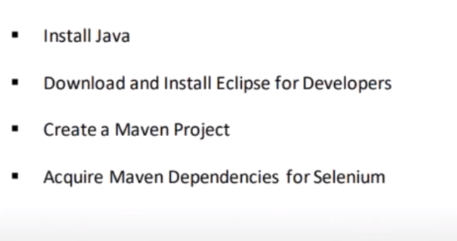 ▪ Install Java
▪ Download and Install Eclipse for Developers
▪ Create a Maven Project
▪ Acquire Maven Dependencies for Selenium